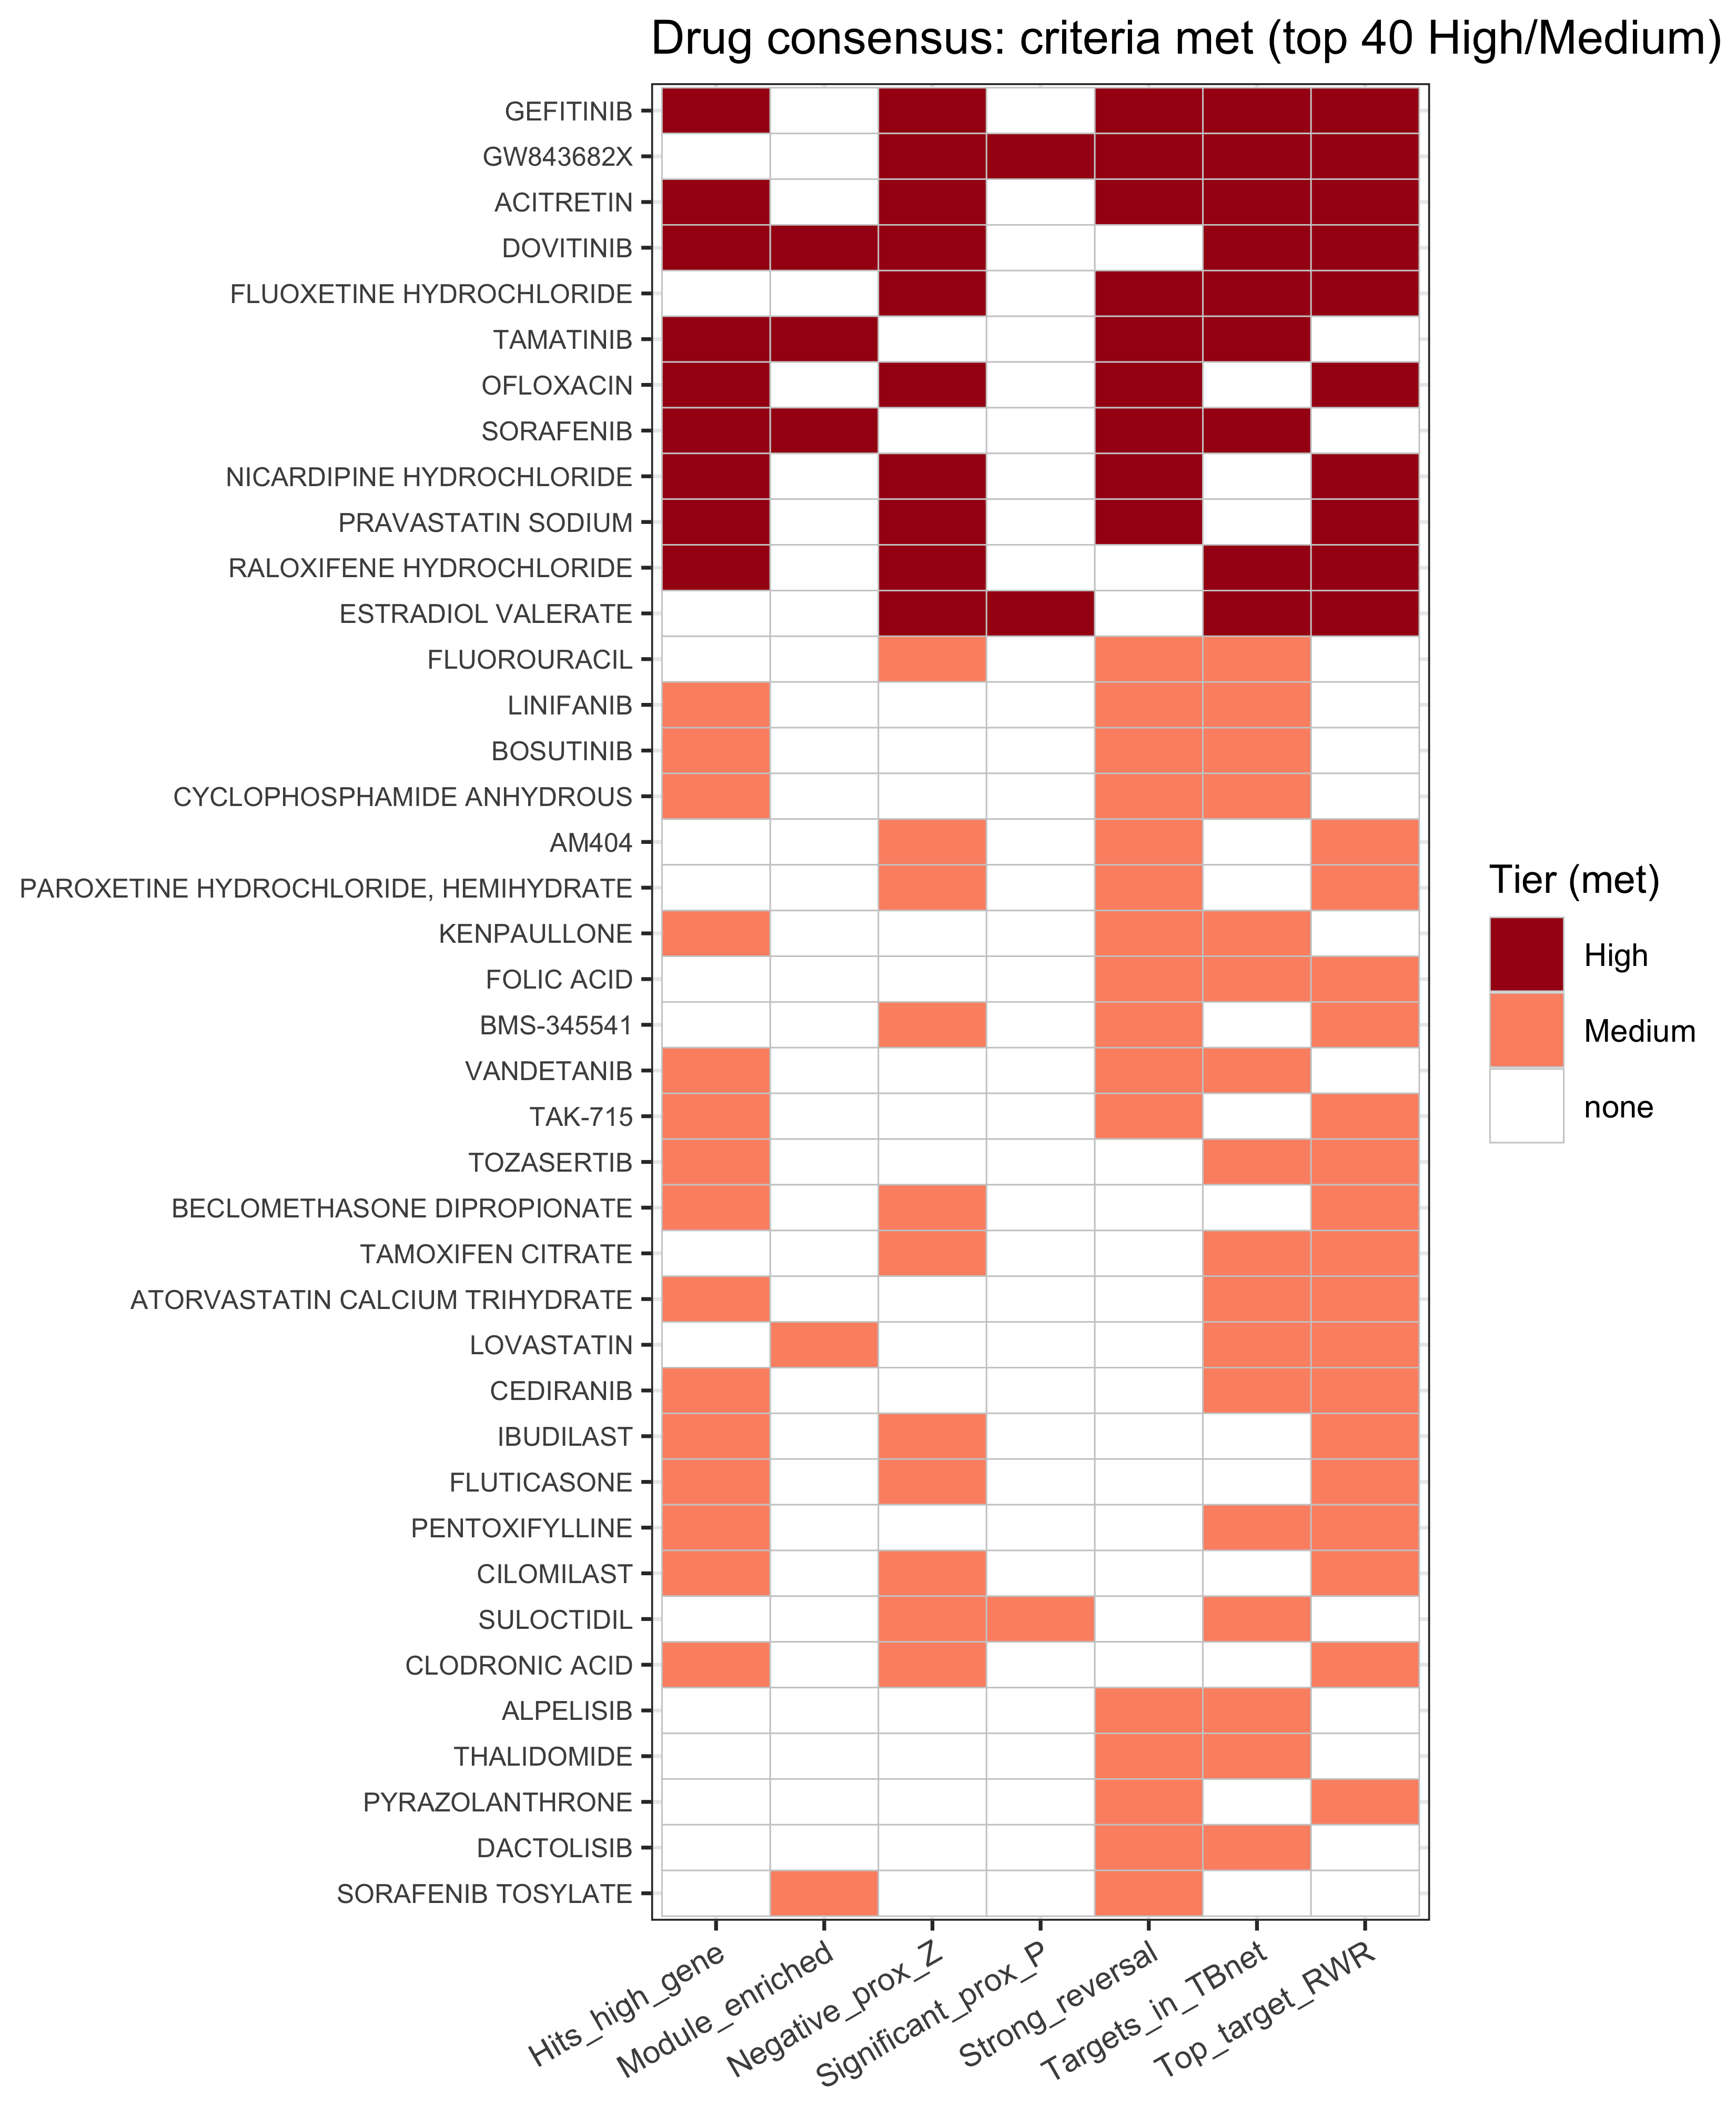 Drug consensus: criteria met (top 40 High/Medium)
GEFITINIB
GW843682X
ACITRETIN
DOVITINIB
FLUOXETINE HYDROCHLORIDE
TAMATINIB
OFLOXACIN
SORAFENIB
NICARDIPINE HYDROCHLORIDE
PRAVASTATIN SODIUM
RALOXIFENE HYDROCHLORIDE
ESTRADIOL VALERATE
FLUOROURACIL
LINIFANIB
BOSUTINIB
CYCLOPHOSPHAMIDE ANHYDROUS
AM404
PAROXETINE HYDROCHLORIDE, HEMIHYDRATE
KENPAULLONE
FOLIC ACID
BMS-345541
VANDETANIB
TAK-715
TOZASERTIB
BECLOMETHASONE DIPROPIONATE
TAMOXIFEN CITRATE
ATORVASTATIN CALCIUM TRIHYDRATE
LOVASTATIN
CEDIRANIB
IBUDILAST
FLUTICASONE
PENTOXIFYLLINE
CILOMILAST
SULOCTIDIL
CLODRONIC ACID
ALPELISIB
THALIDOMIDE
PYRAZOLANTHRONE
DACTOLISIB
SORAFENIB TOSYLATE
Hits_high_gene
Module_enriched
Negative_prox_Z
Significant_prox_P
Strong_reversal
Targets_in_TBnet
Top_target_RWR
Tier (met)
High
Medium
none